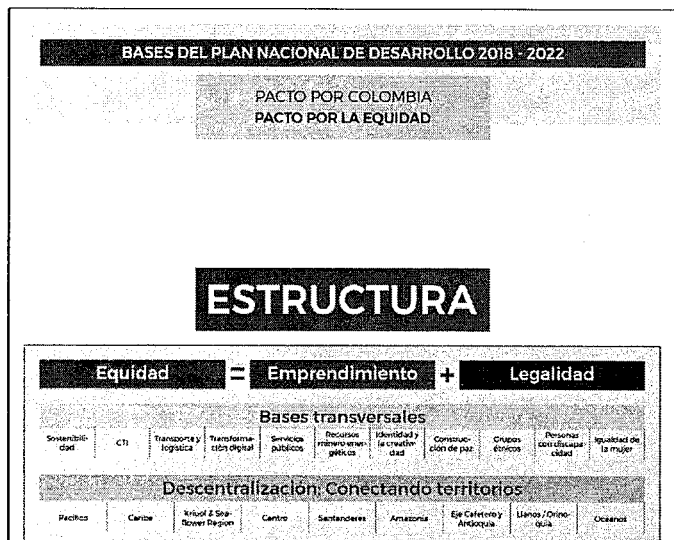 BASES DEL PLAN NACIONAL DE DESARROLLO 2018 - 2022
PACTO POR COLOMBIA
PACTO POR LA EQUIDAD
ESTRUCTURA
Equidad = Emprendimiento + Legalidad
Bases transversales
Sostenibili-dad CTI Transporte y logística Transforma-ción digital Servicios públicos Recursos minero ener-géticos Identidad y la creativi-dad Construc-ción de paz Grupos étnicos Personas con discapa-cidad Igualdad de la mujer
Descentralización: Conectando territorios
Pacífico Caribe Kriuol & Sea-flower Region Centro Santanderes Amazonia Eje Cafetero y Antioquia Llanos / Orino-quia Océanos